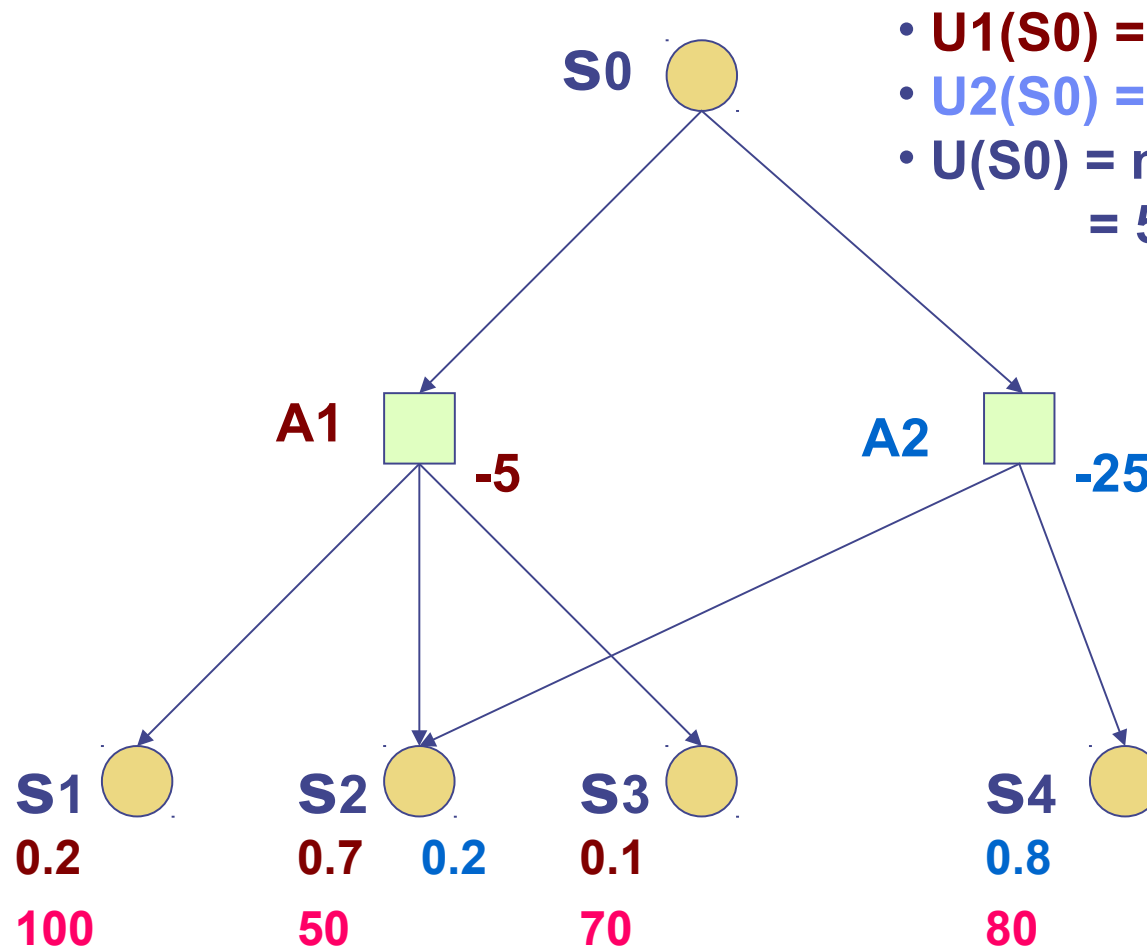 • U1(S0) =
• U2(S0) =
• U(S0) =
=
S0
A1
-5
A2
-25
S1
S2
S3
S4
0.2
0.7
0.2
0.1
0.8
100
50
70
80